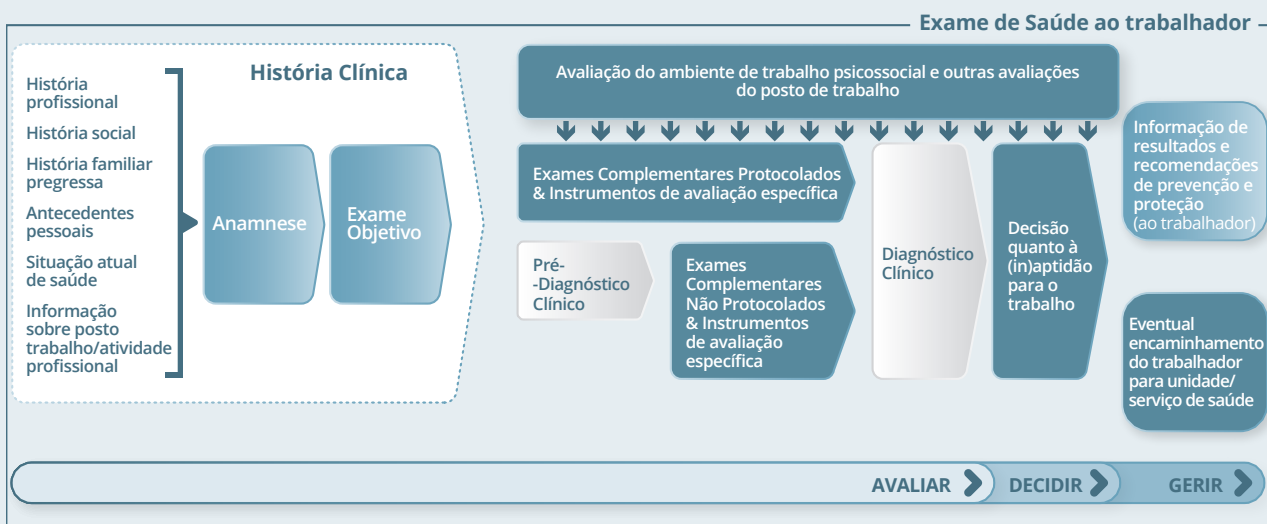 Exame de Saúde ao trabalhador
História Clínica
História
profissional
História social
História familiar
pregressa
Antecedentes
pessoais
Situação atual
de saúde
Informação
sobre posto
trabalho/atividade
profissional
Anamnese
Exame
Objetivo
Avaliação do ambiente de trabalho psicossocial e outras avaliações
do posto de trabalho
Exames Complementares Protocolados
& Instrumentos de avaliação específica
Pré-
-Diagnóstico
Clínico
Exames
Complementares
Não Protocolados
& Instrumentos
de avaliação
específica
Diagnóstico
Clínico
Decisão
quanto à
(in)aptidão
para o
trabalho
Informação de
resultados e
recomendações
de prevenção e
proteção
(ao trabalhador)
Eventual
encaminhamento
do trabalhador
para unidade/
serviço de saúde
AVALIAR
DECIDIR
GERIR